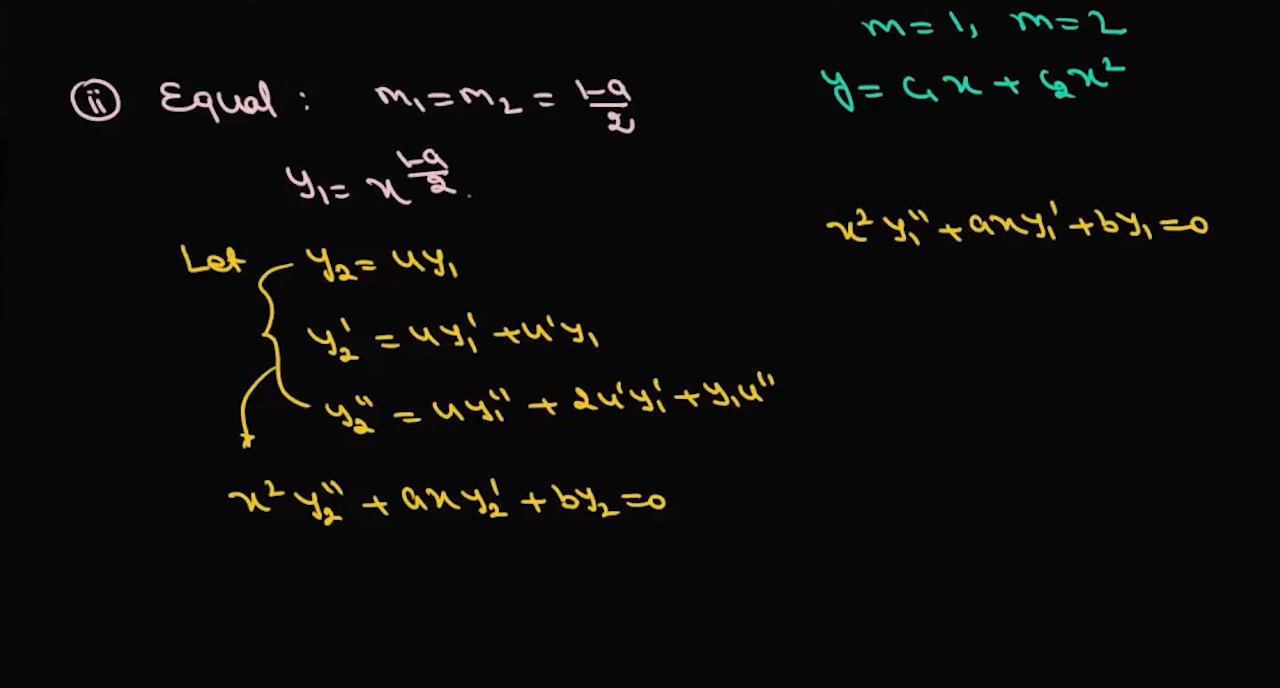 m = 1, m = 2
y = c₁x + c₂x²
(ii) Equal : m₁ = m₂ = (1-a)/2
y₁ = x^((1-a)/2).
x²y₁'' + axy₁' + by₁ = 0
Let y₂ = uy₁
y₂' = uy₁' + u'y₁
y₂'' = uy₁'' + 2u'y₁' + y₁u''
x²y₂'' + axy₂' + by₂ = 0